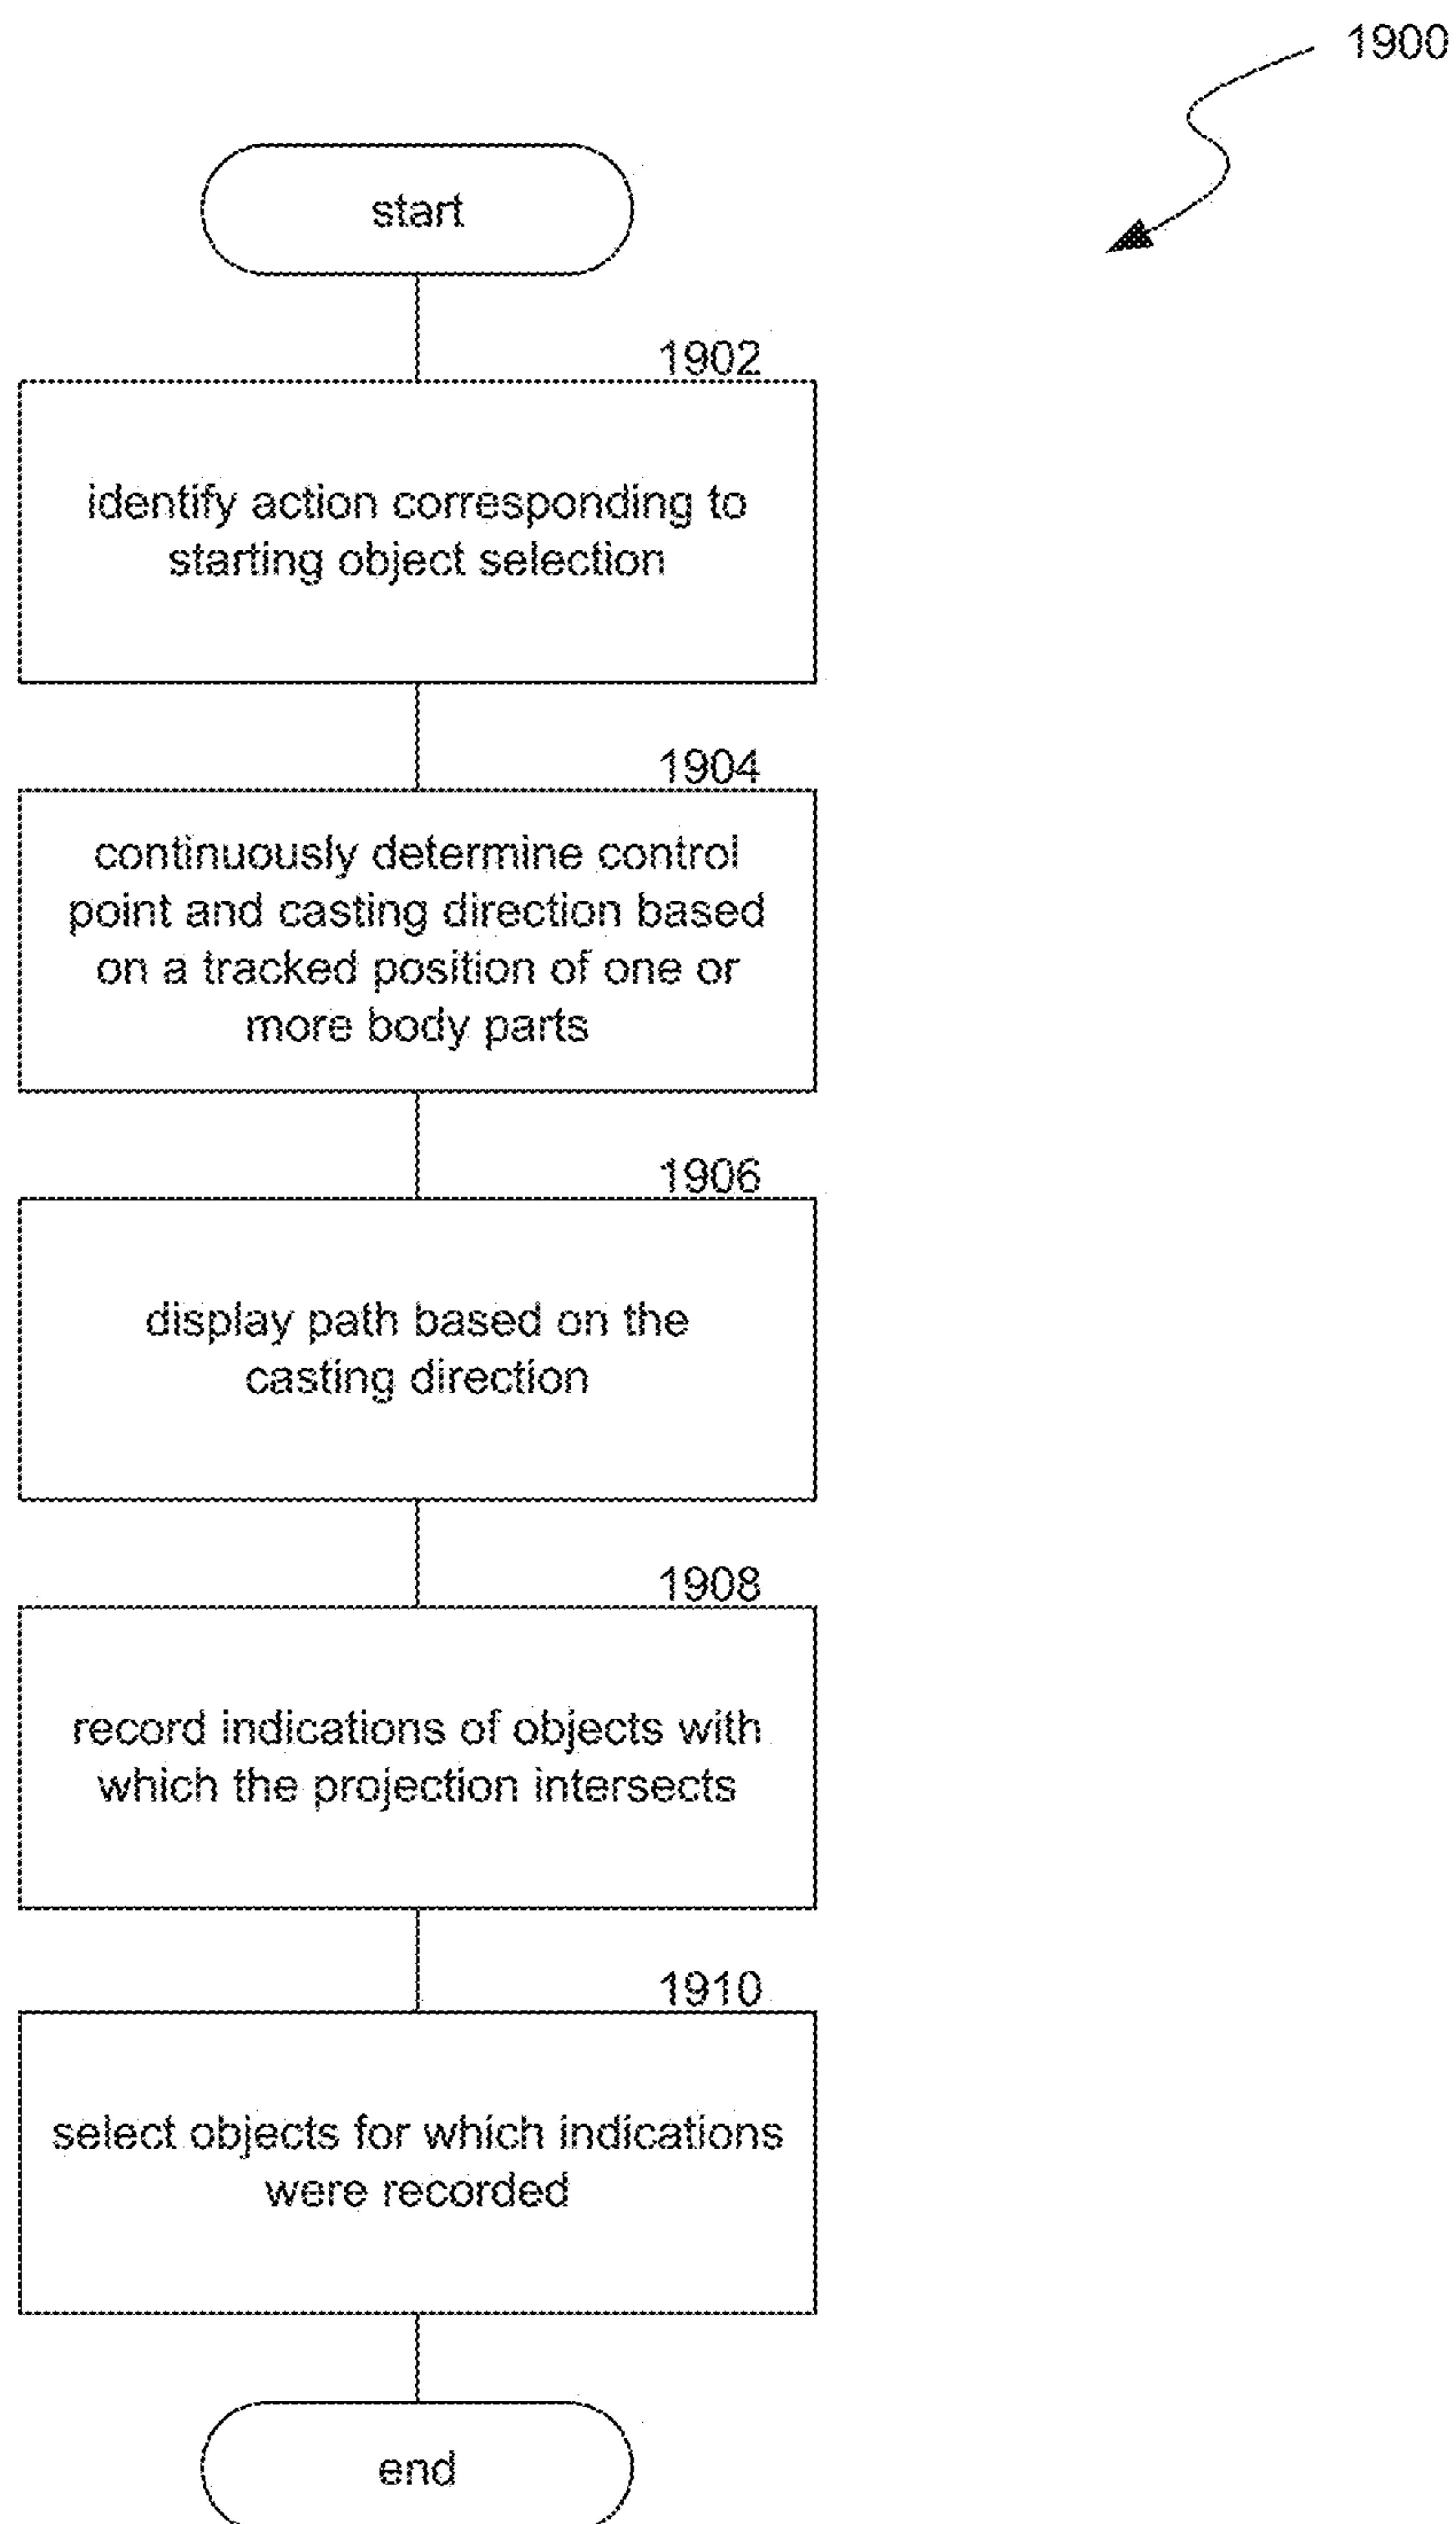 1900
start
1902
identify action corresponding to
starting object selection
1904
continuously determine control
point and casting direction based
on a tracked position of one or
more body parts
1906
display path based on the
casting direction
1908
record indications of objects with
which the projection intersects
1910
select objects for which indications
were recorded
end